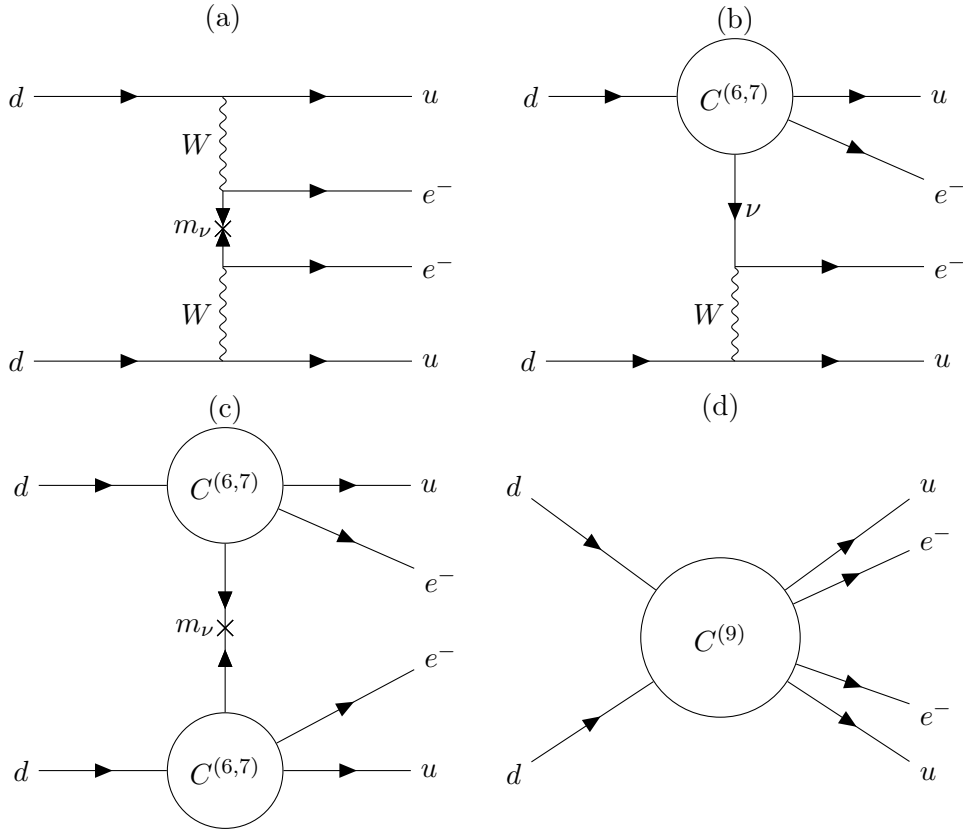 (a)
d
u
W
e⁻
m_ν
e⁻
W
d
u
(b)
d
C^(6,7)
u
e⁻
ν
e⁻
W
d
u
(c)
d
C^(6,7)
u
e⁻
m_ν
e⁻
d
C^(6,7)
u
(d)
d
u
e⁻
C^(9)
e⁻
d
u